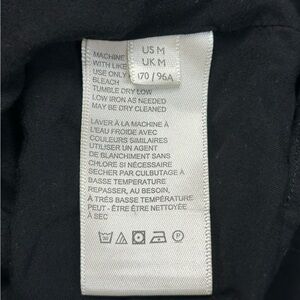 US M
UK M
170 / 96A
MACHINE
WITH LIKE
USE ONLY
BLEACH
TUMBLE DRY LOW
LOW IRON AS NEEDED
MAY BE DRY CLEANED
LAVER À LA MACHINE À
L'EAU FROIDE AVEC
COULEURS SIMILAIRES
UTILISER UN AGENT
DE BLANCHIMENT SANS
CHLORE SI NÉCESSAIRE
SECHER PAR CULBUTAGE À
BASSE TEMPERATURE
REPASSER, AU BESOIN,
À TRÉS BASSE TEMPÉRATURE
PEUT - ÊTRE ÊTRE NETTOYÉE
À SEC